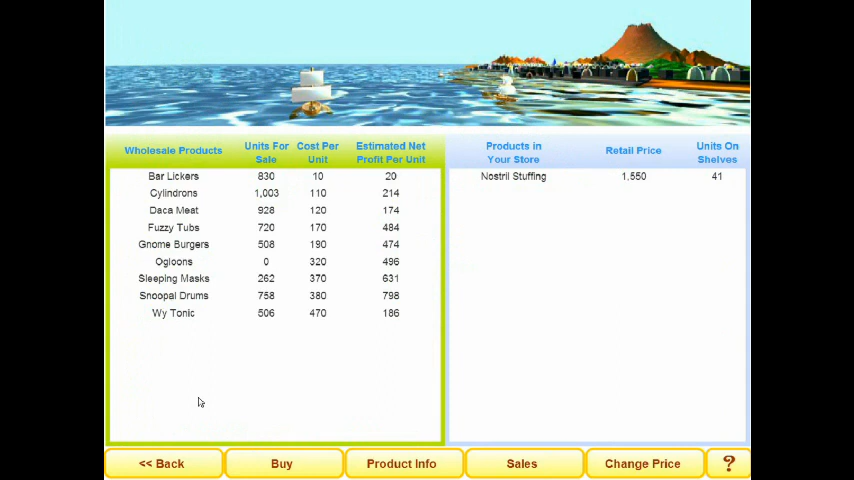 Wholesale Products Units For Sale Cost Per Unit Estimated Net Profit Per Unit
Bar Lickers 830 10 20
Cylindrons 1,003 110 214
Daca Meat 928 120 174
Fuzzy Tubs 720 170 484
Gnome Burgers 508 190 474
Ogloons 0 320 496
Sleeping Masks 262 370 631
Snoopal Drums 758 380 798
Wy Tonic 506 470 186
Products in Your Store Retail Price Units On Shelves
Nostril Stuffing 1,550 41
<< Back Buy Product Info Sales Change Price ?